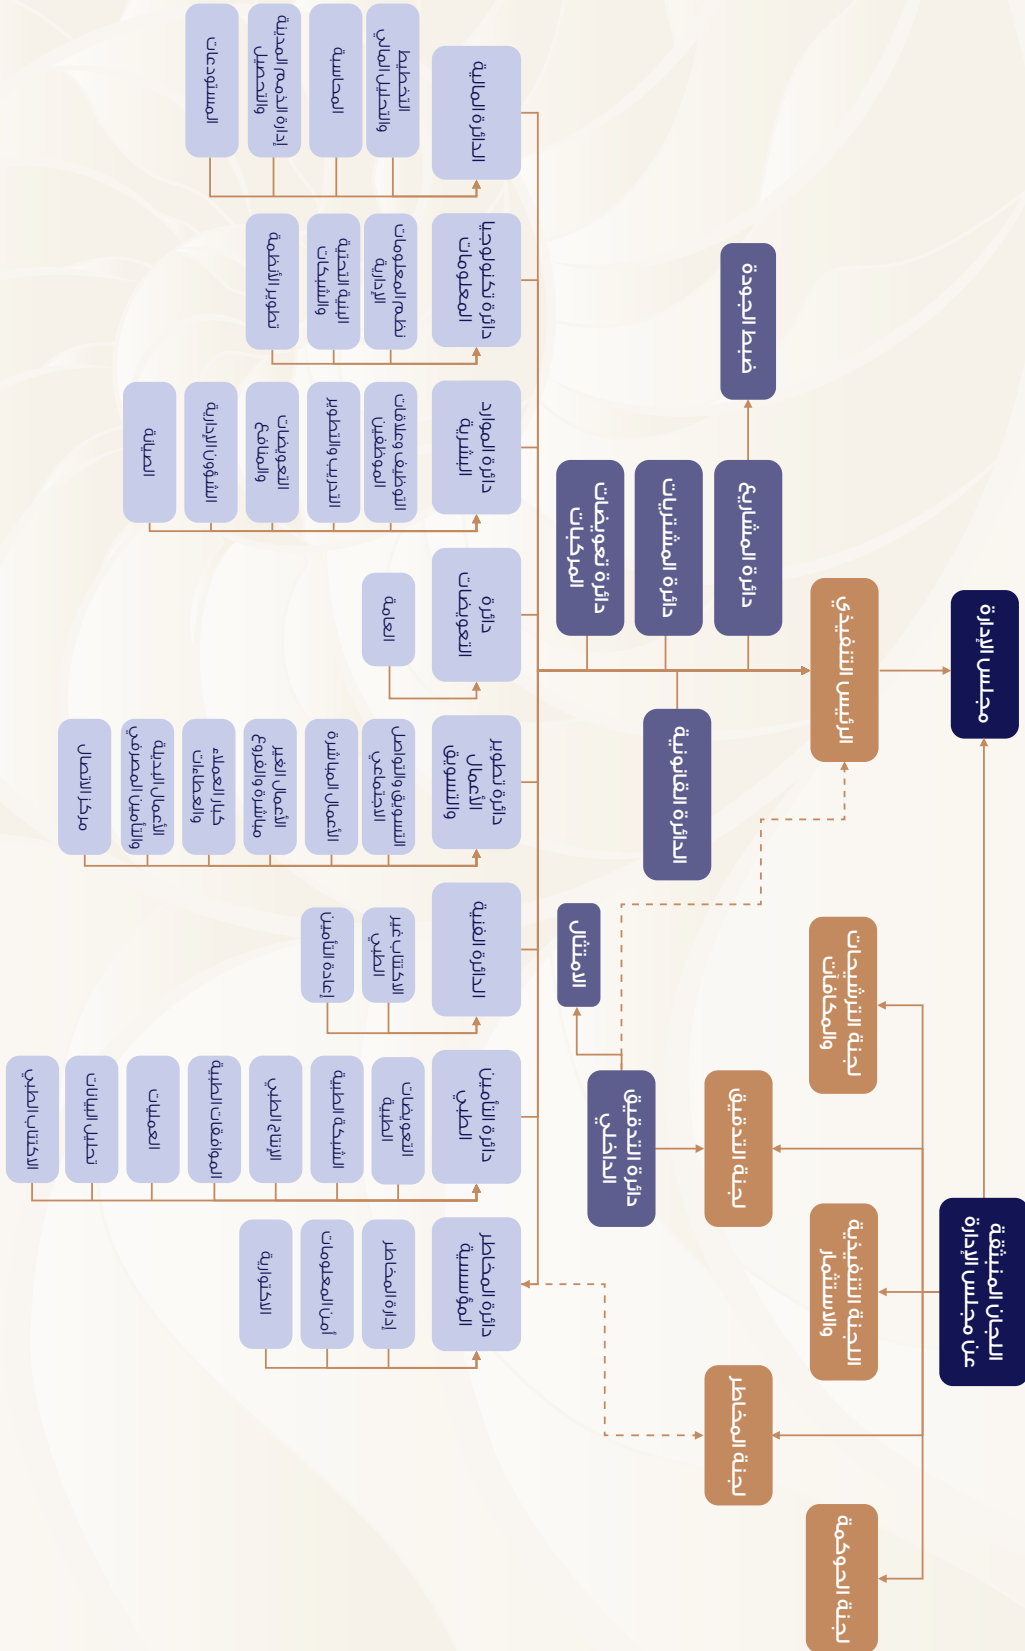 مجلس الإدارة
اللجان المنبثقة
عن مجلس الإدارة
الرئيس التنفيذي
لجنة الترشيحات
والمكافآت
اللجنة التنفيذية
والاستثمار
لجنة الحوكمة
لجنة التدقيق
لجنة المخاطر
ضبط الجودة
دائرة المشاريع
دائرة المشتريات
دائرة تعويضات
المركبات
الدائرة القانونية
الامتثال
دائرة التدقيق
الداخلي
الدائرة المالية
التخطيط
والتحليل المالي
المحاسبة
إدارة الذمم المدينة
والتحصيل
المستودعات
دائرة تكنولوجيا
المعلومات
نظم المعلومات
الإدارية
البنية التحتية
والشبكات
تطوير الأنظمة
دائرة الموارد
البشرية
التوظيف وعلاقات
الموظفين
التدريب والتطوير
التعويضات
والمنافع
الشؤون الإدارية
الصيانة
دائرة
التعويضات
العامة
دائرة تطوير
الأعمال
والتسويق
التسويق والتواصل
الاجتماعي
الأعمال المباشرة
الأعمال الغير
مباشرة والفروع
كبار العملاء
والعطاءات
الأعمال البديلة
والتأمين المصرفي
مركز الاتصال
الدائرة الفنية
الاكتتاب غير
الطبي
إعادة التأمين
دائرة التأمين
الطبي
التعويضات
الطبية
الشبكة الطبية
الإنتاج الطبي
الموافقات الطبية
العمليات
تحليل البيانات
الاكتتاب الطبي
دائرة المخاطر
المؤسسية
إدارة المخاطر
أمن المعلومات
الاكتوارية